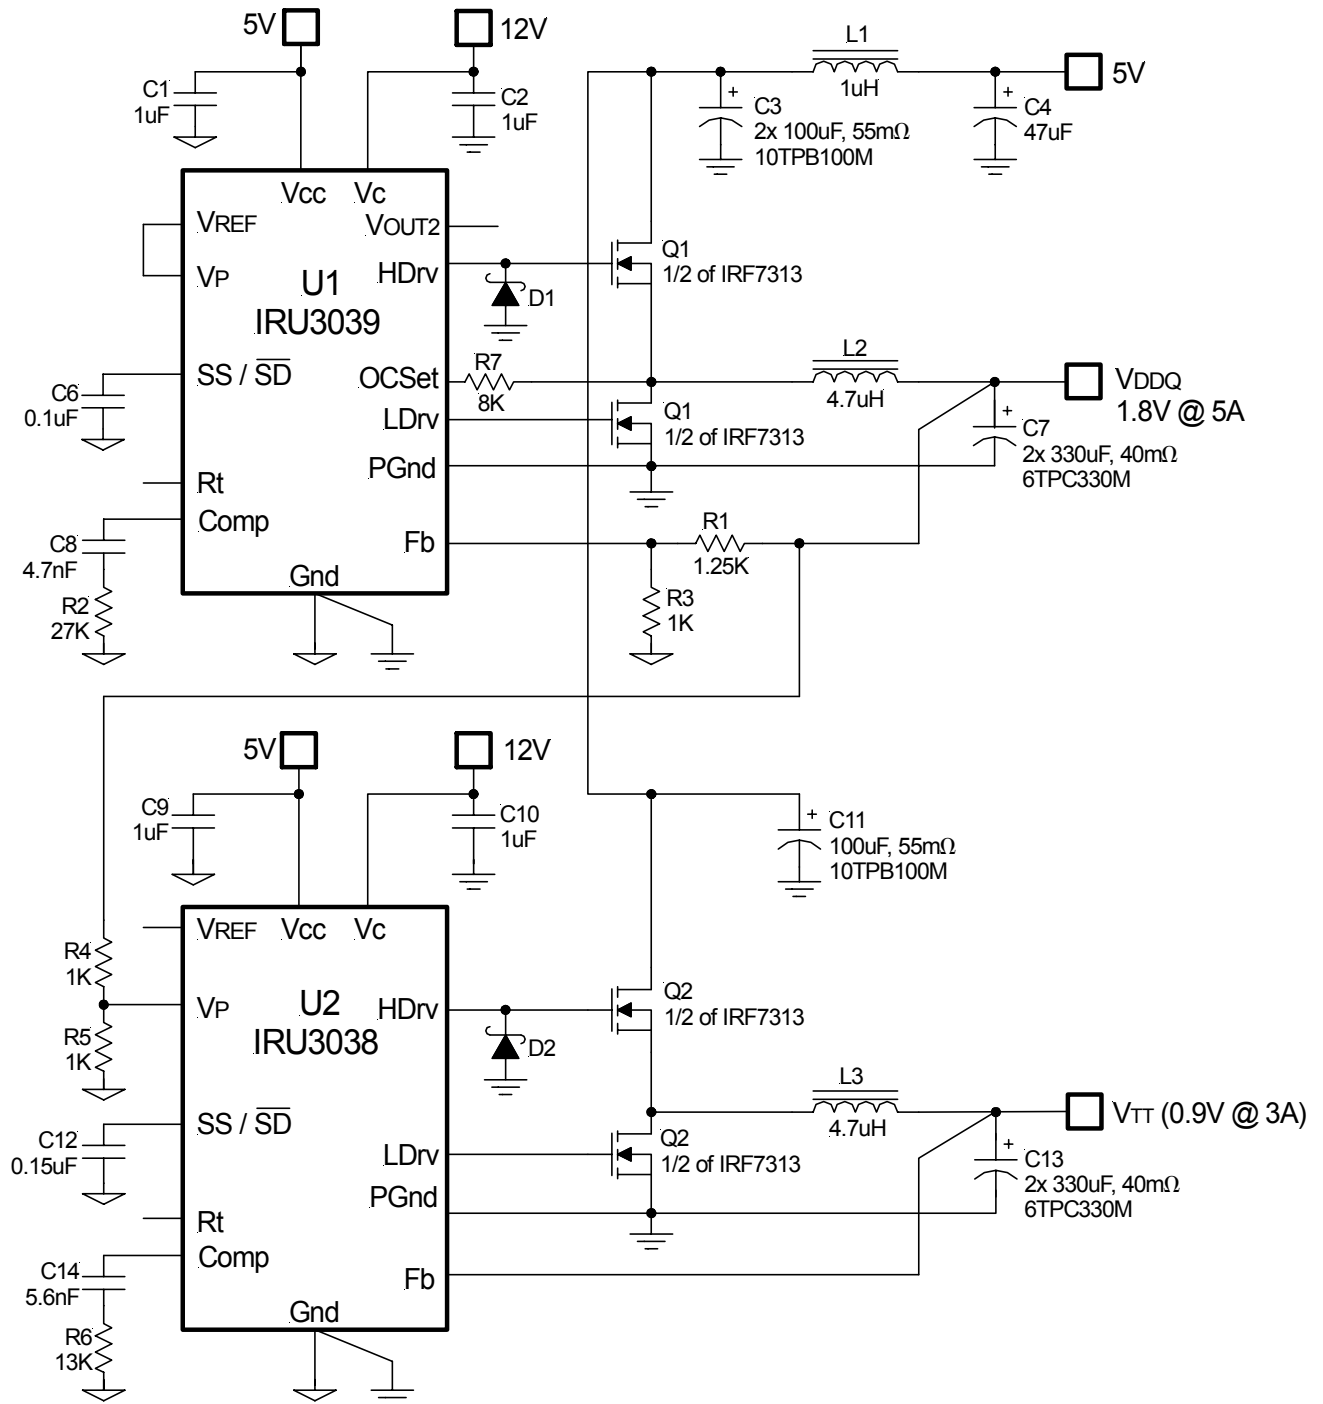 5V
12V
C1
1uF
C2
1uF
L1
1uH
5V
+
C3
2x 100uF, 55mΩ
10TPB100M
+
C4
47uF
Vcc
Vc
VREF
VOUT2
VP
HDrv
U1
IRU3039
D1
Q1
1/2 of IRF7313
SS / SD
OCSet
R7
8K
L2
4.7uH
VDDQ
1.8V @ 5A
C6
0.1uF
LDrv
Q1
1/2 of IRF7313
+
C7
2x 330uF, 40mΩ
6TPC330M
PGnd
Rt
Comp
C8
4.7nF
Fb
R1
1.25K
Gnd
R2
27K
R3
1K
5V
12V
C9
1uF
C10
1uF
+
C11
100uF, 55mΩ
10TPB100M
VREF
Vcc
Vc
R4
1K
VP
U2
IRU3038
HDrv
Q2
1/2 of IRF7313
R5
1K
D2
L3
4.7uH
VTT (0.9V @ 3A)
SS / SD
C12
0.15uF
LDrv
Q2
1/2 of IRF7313
+
C13
2x 330uF, 40mΩ
6TPC330M
PGnd
Rt
Comp
C14
5.6nF
Fb
Gnd
R6
13K